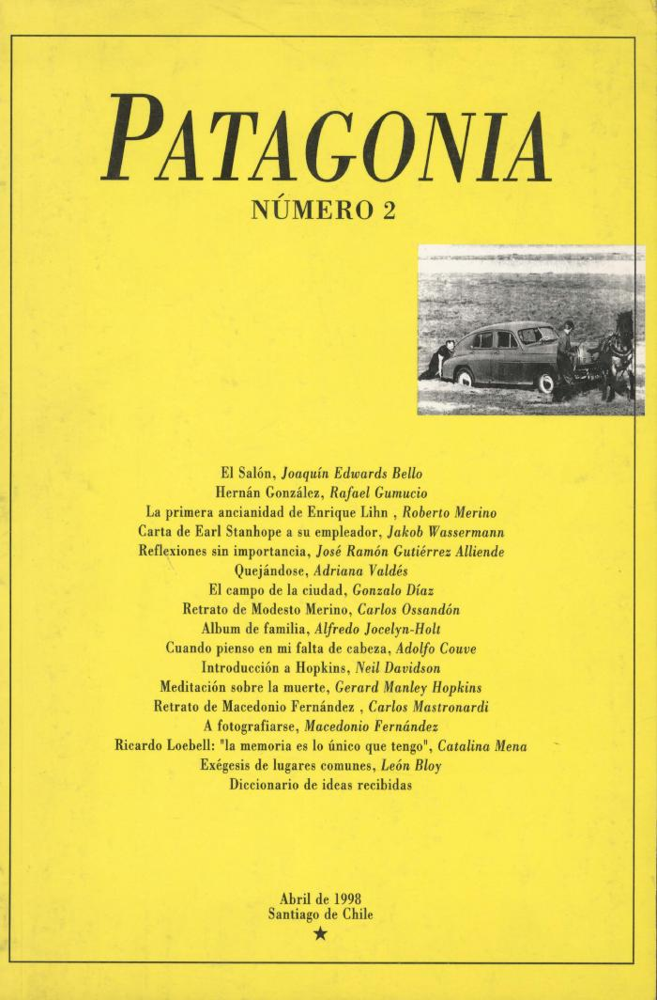 PATAGONIA
NÚMERO 2
El Salón, Joaquín Edwards Bello
Hernán González, Rafael Gumucio
La primera ancianidad de Enrique Lihn , Roberto Merino
Carta de Earl Stanhope a su empleador, Jakob Wassermann
Reflexiones sin importancia, José Ramón Gutiérrez Alliende
Quejándose, Adriana Valdés
El campo de la ciudad, Gonzalo Díaz
Retrato de Modesto Merino, Carlos Ossandón
Album de familia, Alfredo Jocelyn-Holt
Cuando pienso en mi falta de cabeza, Adolfo Couve
Introducción a Hopkins, Neil Davidson
Meditación sobre la muerte, Gerard Manley Hopkins
Retrato de Macedonio Fernández , Carlos Mastronardi
A fotografiarse, Macedonio Fernández
Ricardo Loebell: "la memoria es lo único que tengo", Catalina Mena
Exégesis de lugares comunes, León Bloy
Diccionario de ideas recibidas
Abril de 1998
Santiago de Chile